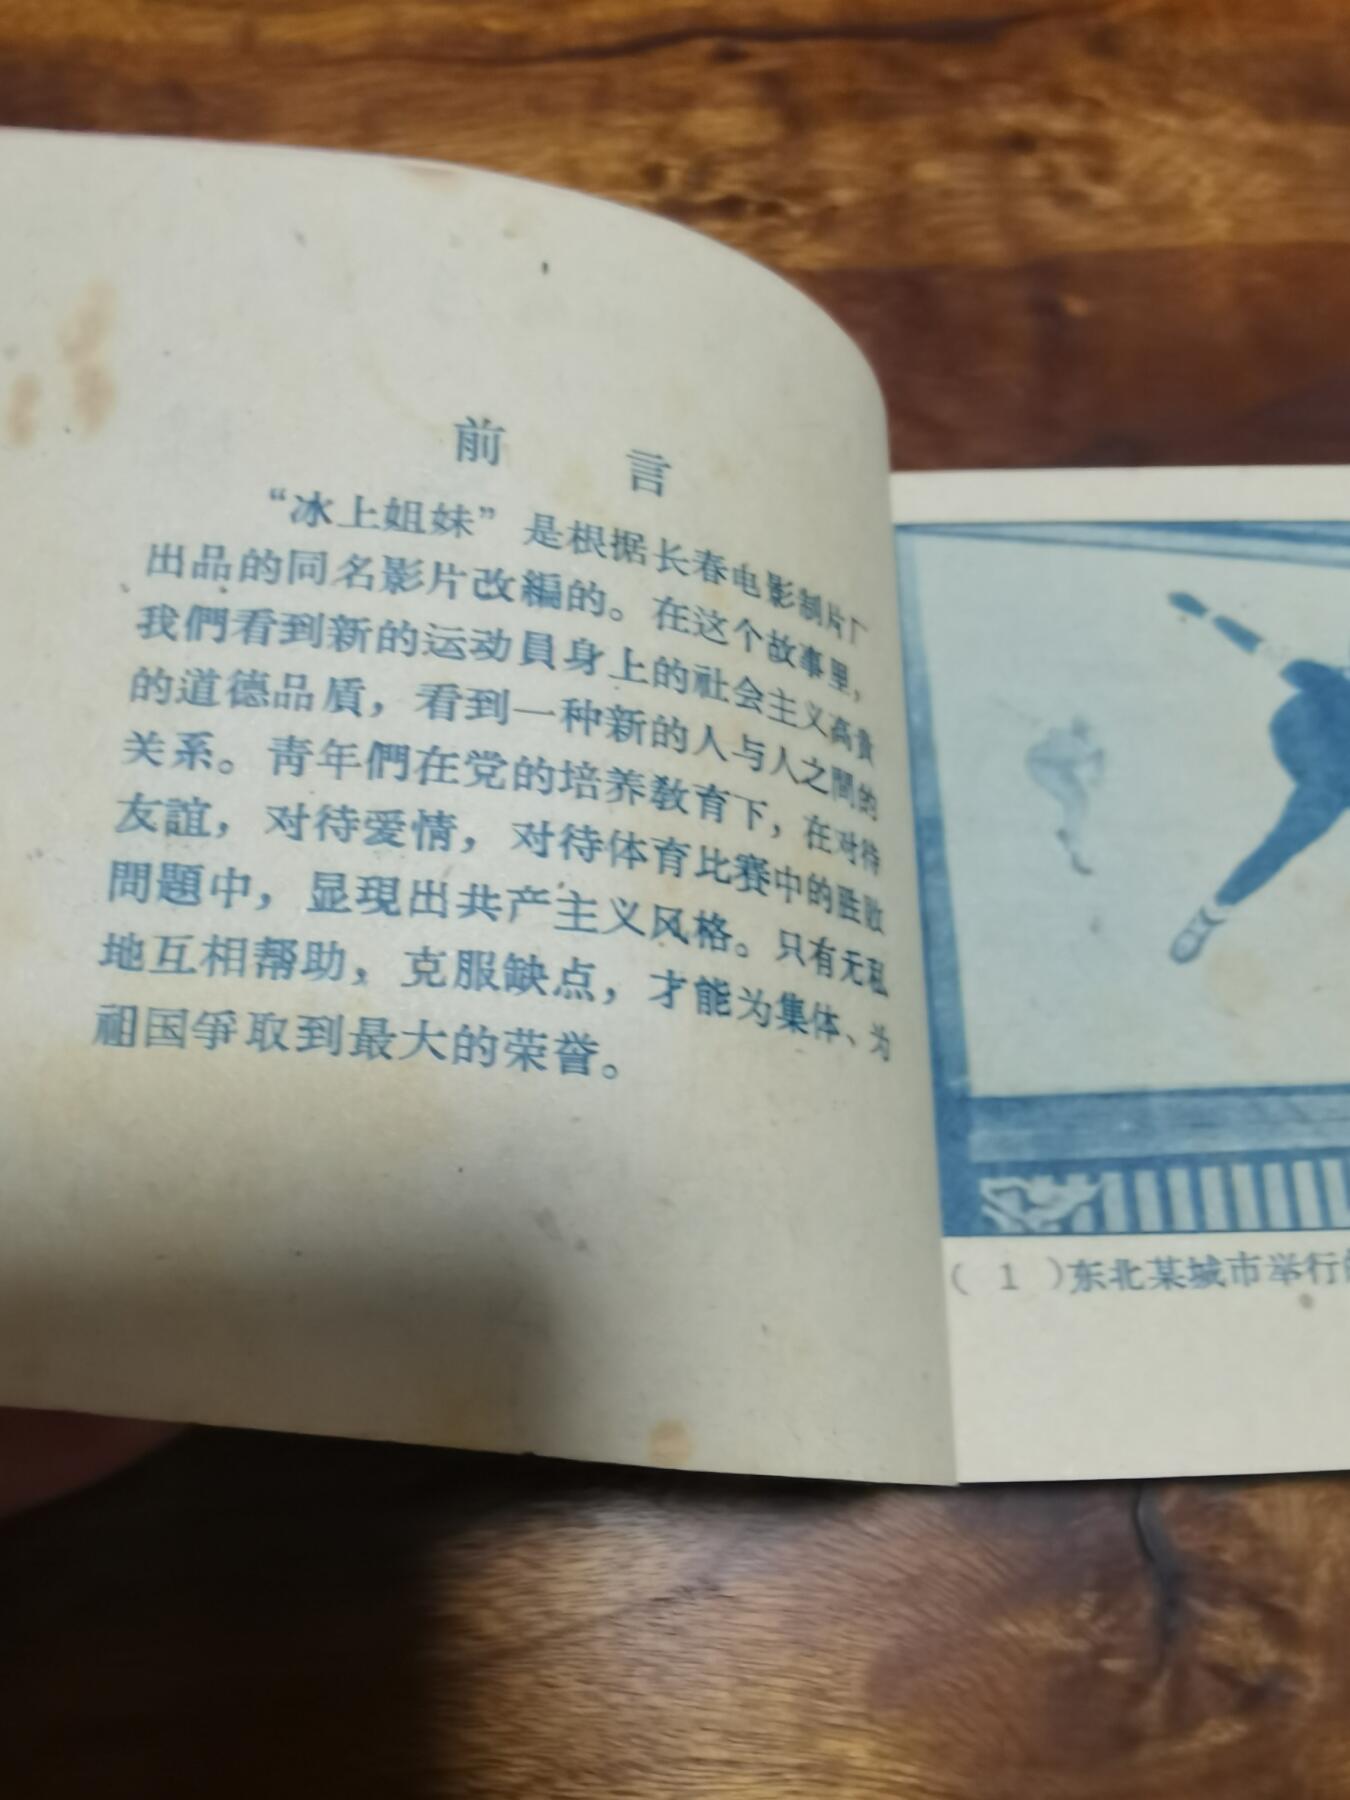 前言
“冰上姐妹”是根据长春电影制片厂
出品的同名影片改編的。在这个故事里，
我們看到新的运动員身上的社会主义高貴
的道德品質，看到一种新的人与人之間的
关系。青年們在党的培养教育下，在对待
友誼，对待爱情，对待体育比賽中的胜败
問題中，显現出共产主义风格。只有无私
地互相帮助，克服缺点，才能为集体、为
祖国爭取到最大的荣誉。
（1）东北某城市举行的